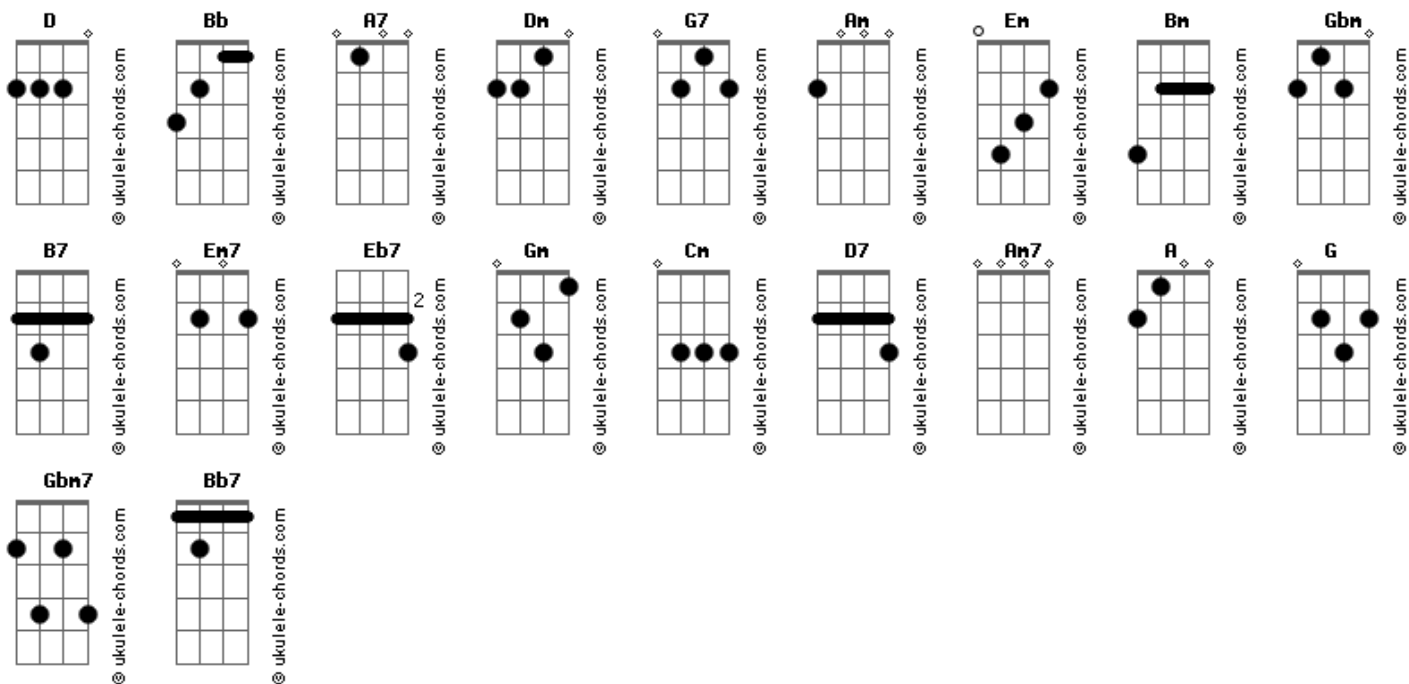 D Bb A7 Dm G7 Am Em Bm Gbm
© ukulele-chords.com © ukulele-chords.com © ukulele-chords.com © ukulele-chords.com © ukulele-chords.com © ukulele-chords.com © ukulele-chords.com © ukulele-chords.com © ukulele-chords.com
B7 Em7 Eb7 Gm Cm D7 Am7 A G
2
© ukulele-chords.com © ukulele-chords.com © ukulele-chords.com © ukulele-chords.com © ukulele-chords.com © ukulele-chords.com © ukulele-chords.com © ukulele-chords.com © ukulele-chords.com
Gbm7 Bb7
© ukulele-chords.com © ukulele-chords.com